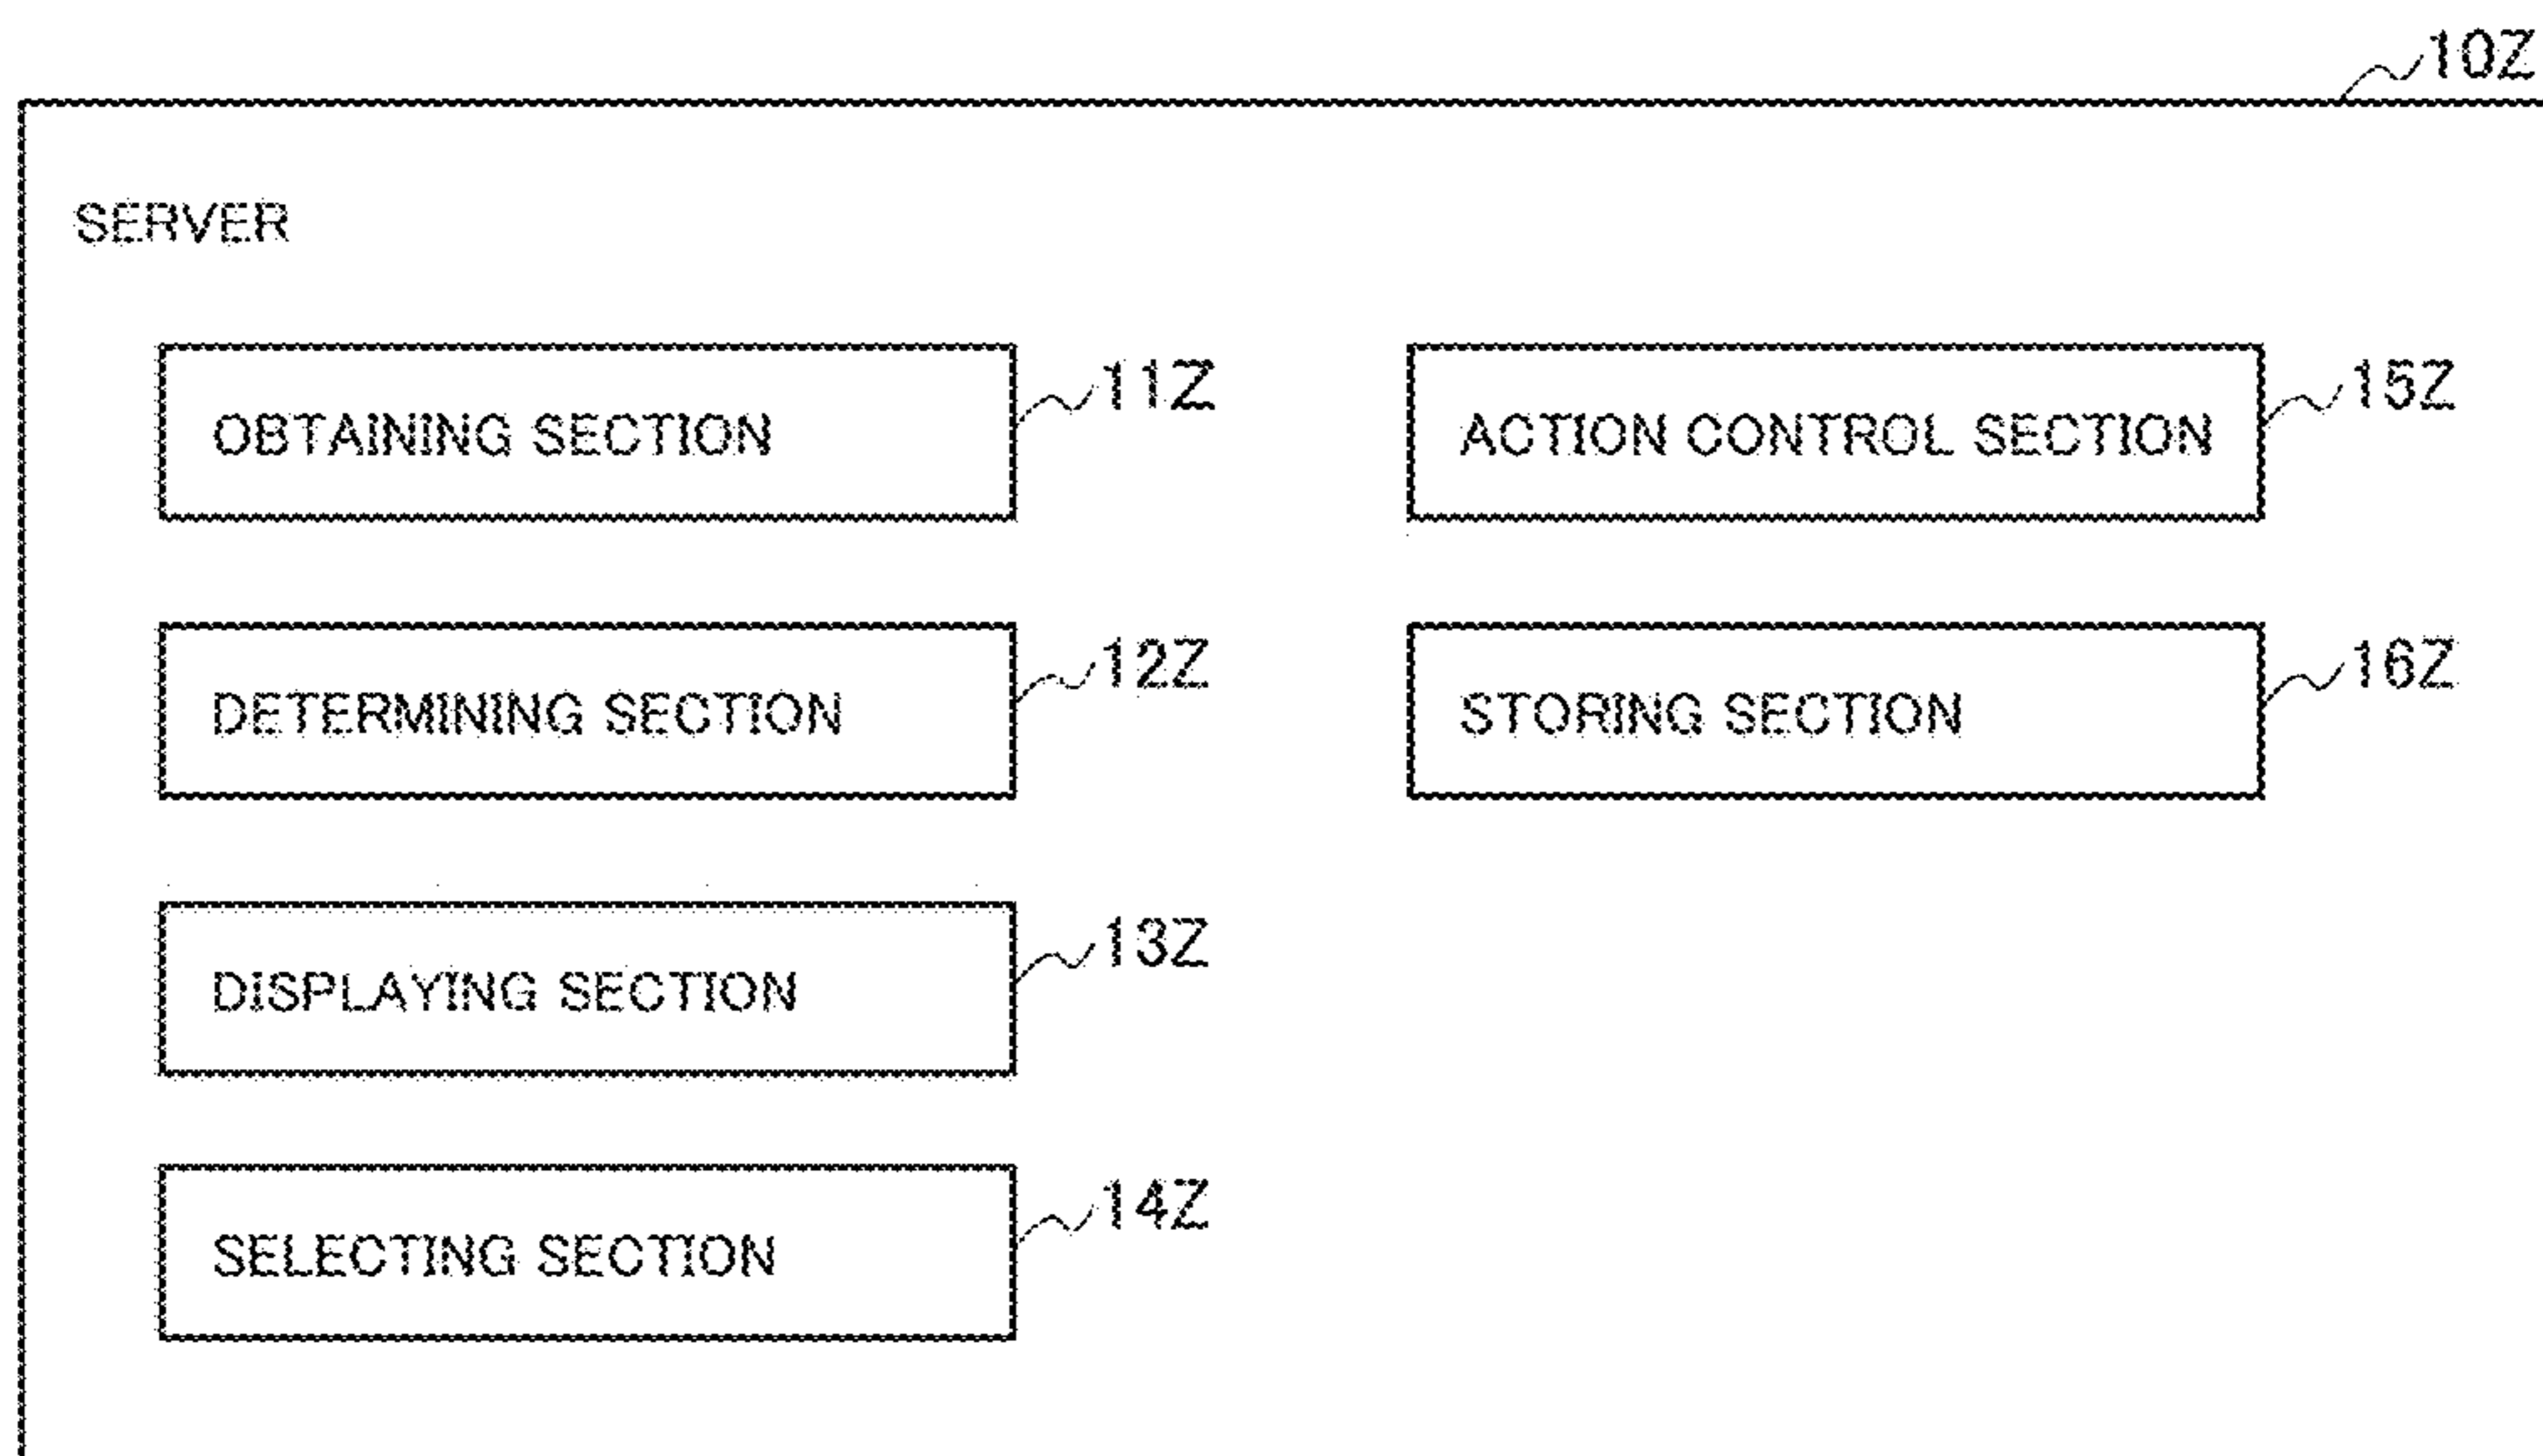 10Z
SERVER
OBTAINING SECTION
11Z
DETERMINING SECTION
12Z
DISPLAYING SECTION
13Z
SELECTING SECTION
14Z
ACTION CONTROL SECTION
15Z
STORING SECTION
16Z